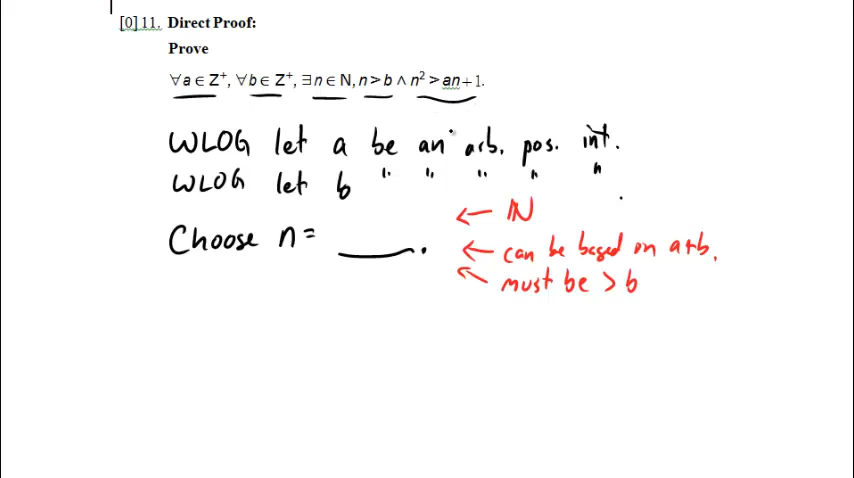 [0] 11. Direct Proof:
Prove
∀a ∈ Z⁺, ∀b ∈ Z⁺, ∃n ∈ N, n > b ∧ n² > an + 1.
WLOG let a be an arb. pos. int.
WLOG let b " " " " " .
Choose n = ____.
← ℕ
← can be based on a+b.
← must be > b